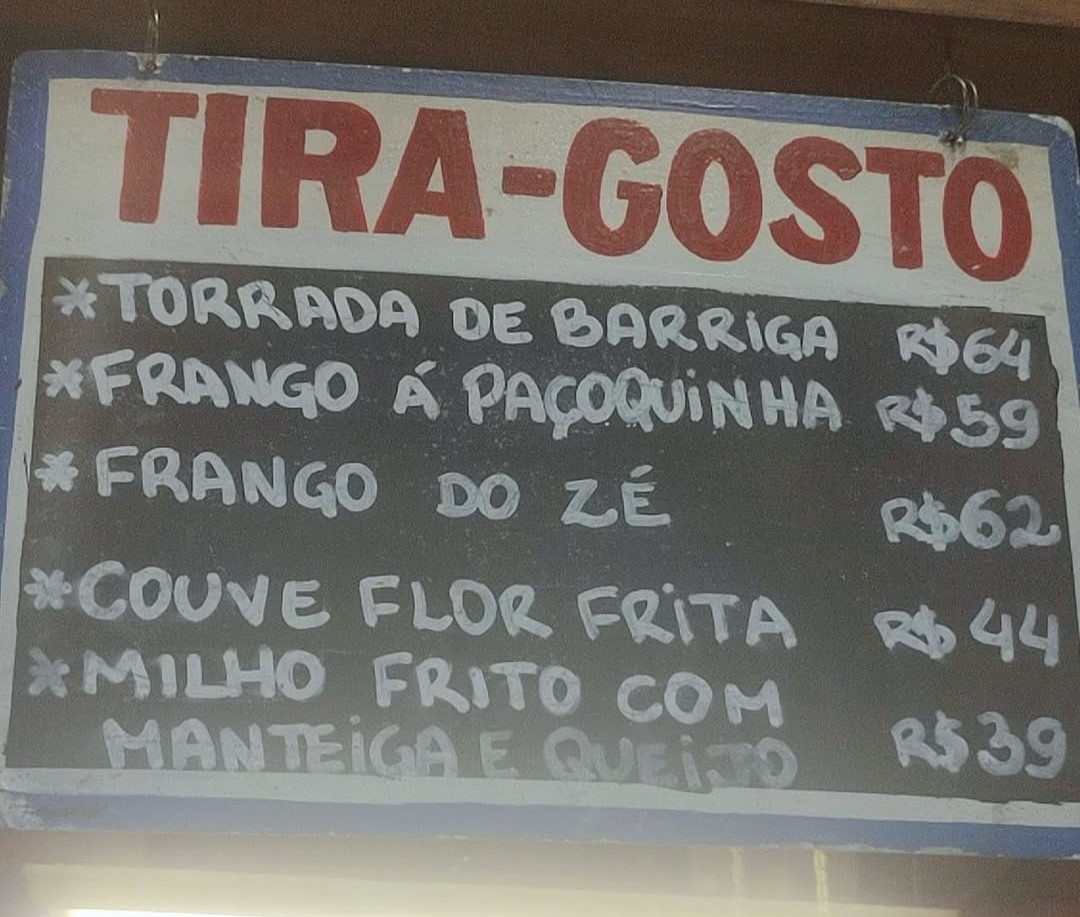 TIRA-GOSTO
*TORRADA DE BARRIGA R$64
*FRANGO Á PAÇOQUINHA R$59
*FRANGO DO ZÉ R$62
*COUVE FLOR FRITA R$44
*MILHO FRITO COM
MANTEIGA E QUEIJO R$39